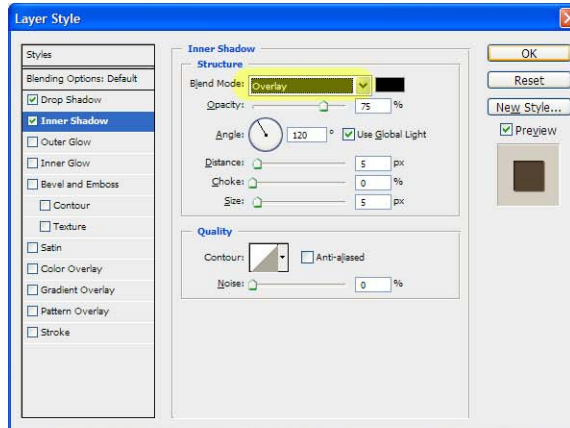 Layer Style
Styles
Blending Options: Default
Drop Shadow
Inner Shadow
Outer Glow
Inner Glow
Bevel and Emboss
Contour
Texture
Satin
Color Overlay
Gradient Overlay
Pattern Overlay
Stroke
Inner Shadow
Structure
Blend Mode: Overlay
Opacity: 75 %
Angle: 120 ° Use Global Light
Distance: 5 px
Choke: 0 %
Size: 5 px
Quality
Contour: Anti-aliased
Noise: 0 %
OK
Reset
New Style...
Preview